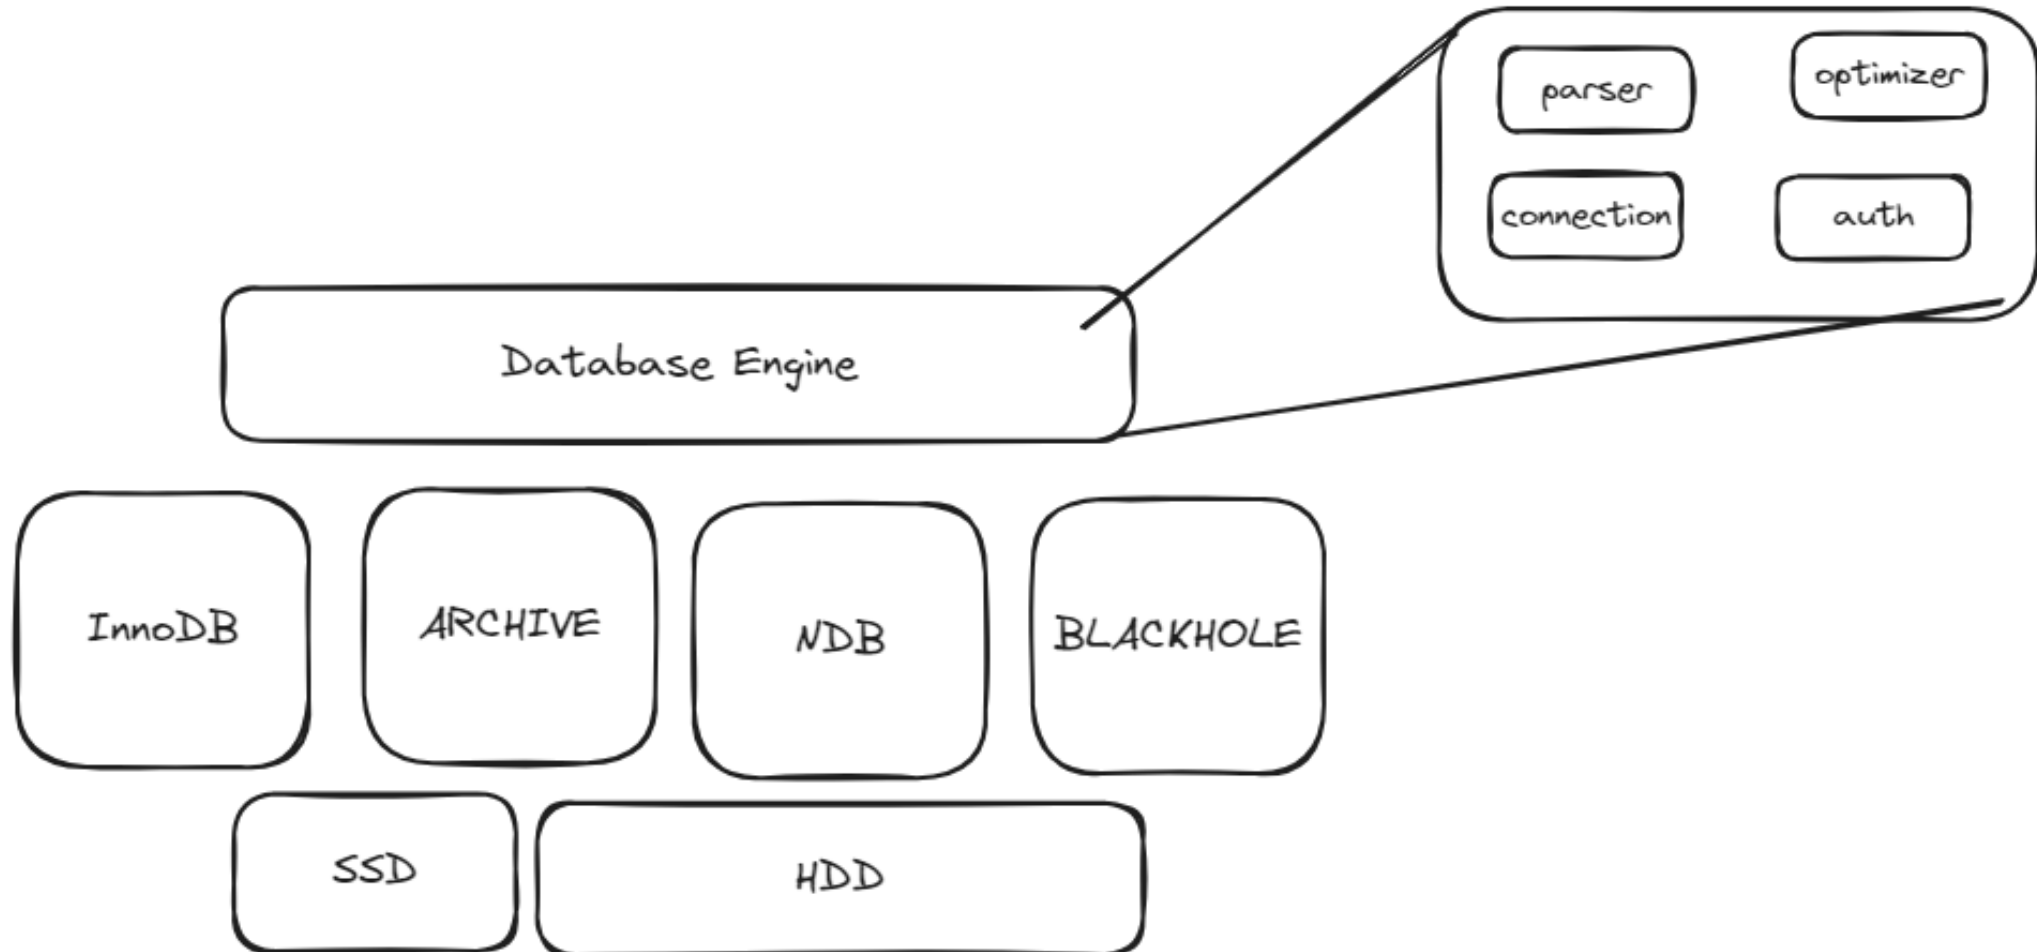 parser
optimizer
connection
auth
Database Engine
InnoDB
ARCHIVE
NDB
BLACKHOLE
SSD
HDD